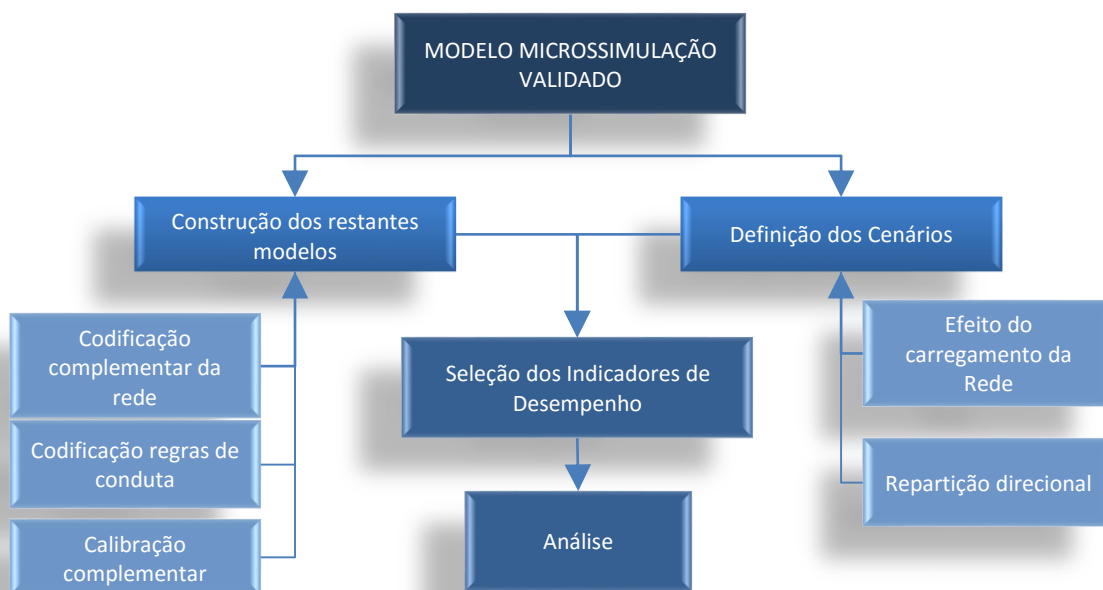 MODELO MICROSSIMULAÇÃO
VALIDADO
Construção dos restantes
modelos
Definição dos Cenários
Codificação
complementar da
rede
Seleção dos Indicadores de
Desempenho
Efeito do
carregamento da
Rede
Codificação regras de
conduta
Repartição direcional
Calibração
complementar
Análise